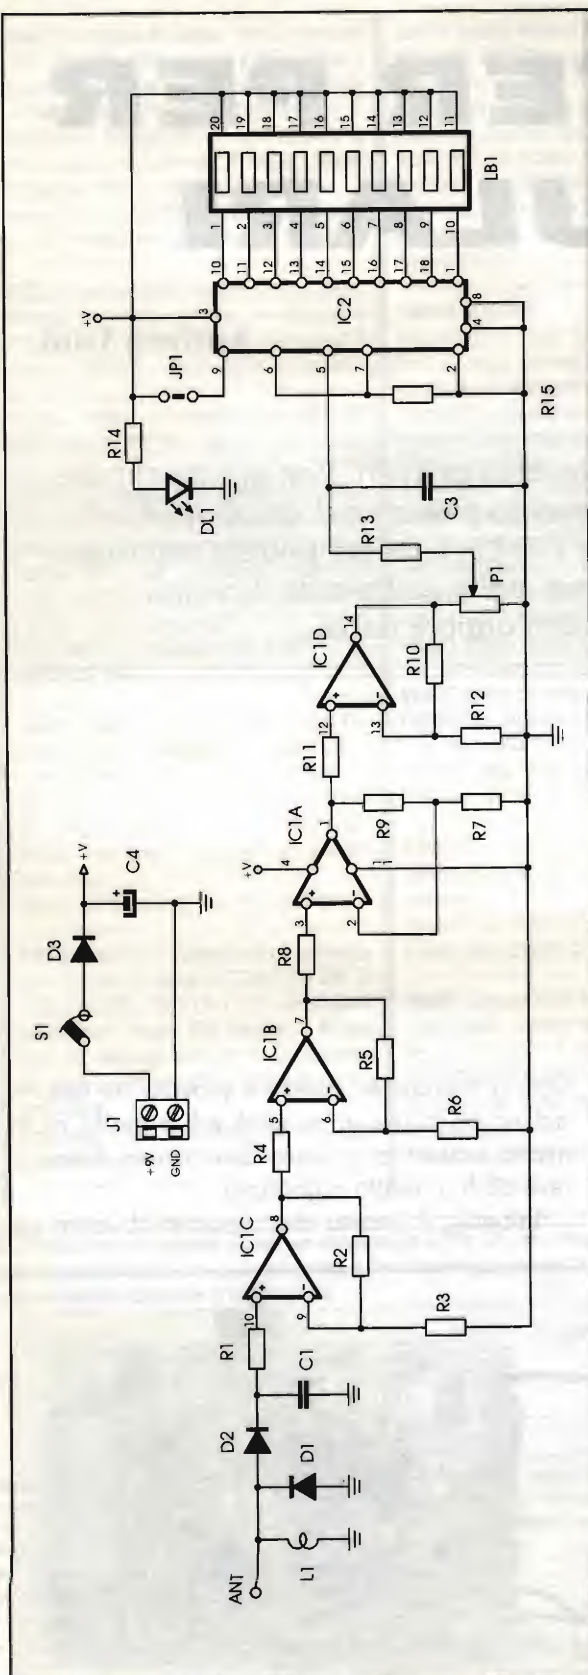 J1
+9V
GND
S1
D3
+V
C4
ANT
L1
D1
D2
C1
R1
10
9
+
-
IC1C
8
R2
R3
R4
5
6
+
-
IC1B
7
R5
R6
R8
3
2
+
-
+V
4
IC1A
1
11
R9
R7
R11
12
13
+
-
IC1D
14
R10
R12
P1
R13
C3
DL1
R14
JP1
+V
3
9
6
5
7
2
R15
IC2
4
8
10
11
12
13
14
15
16
17
18
1
1
2
3
4
5
6
7
8
9
10
LB1
20
19
18
17
16
15
14
13
12
11